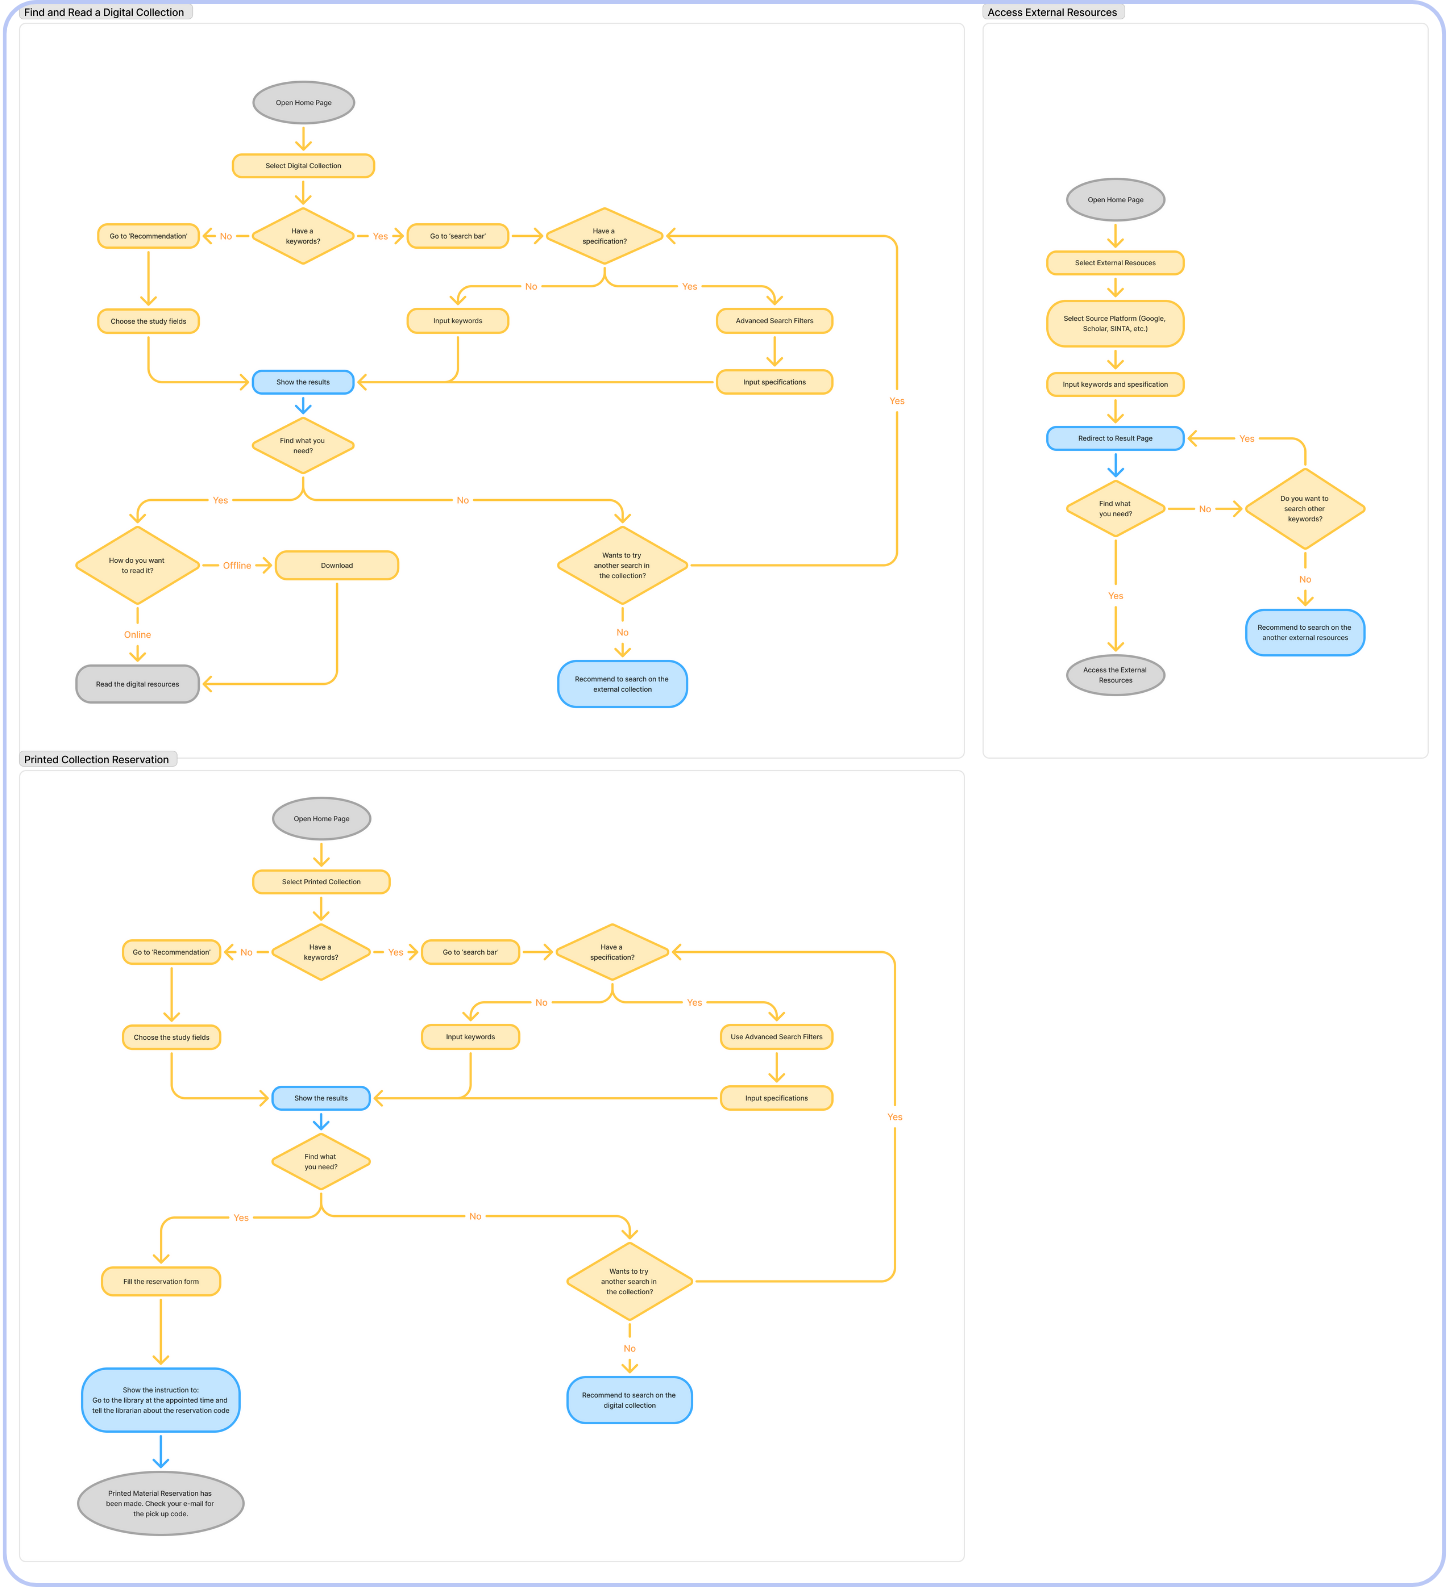 Find and Read a Digital Collection
Open Home Page
Select Digital Collection
Have a
keywords?
No
Yes
Go to 'Recommendation'
Go to 'search bar'
Have a
specification?
No
Yes
Choose the study fields
Input keywords
Advanced Search Filters
Show the results
Input specifications
Yes
Find what you
need?
Yes
No
How do you want
to read it?
Offline
Download
Wants to try
another search in
the collection?
Online
No
Read the digital resources
Recommend to search on the
external collection
Access External Resources
Open Home Page
Select External Resouces
Select Source Platform (Google,
Scholar, SINTA, etc.)
Input keywords and spesification
Redirect to Result Page
Yes
Find what
you need?
No
Do you want to
search other
keywords?
Yes
No
Recommend to search on the
another external resources
Access the External
Resources
Printed Collection Reservation
Open Home Page
Select Printed Collection
Go to 'Recommendation'
No
Have a
keywords?
Yes
Go to 'search bar'
Have a
specification?
No
Yes
Choose the study fields
Input keywords
Use Advanced Search Filters
Show the results
Input specifications
Yes
Find what
you need?
Yes
No
Fill the reservation form
Wants to try
another search in
the collection?
No
Show the instruction to:
Go to the library at the appointed time and
tell the librarian about the reservation code
Recommend to search on the
digital collection
Printed Material Reservation has
been made. Check your e-mail for
the pick up code.